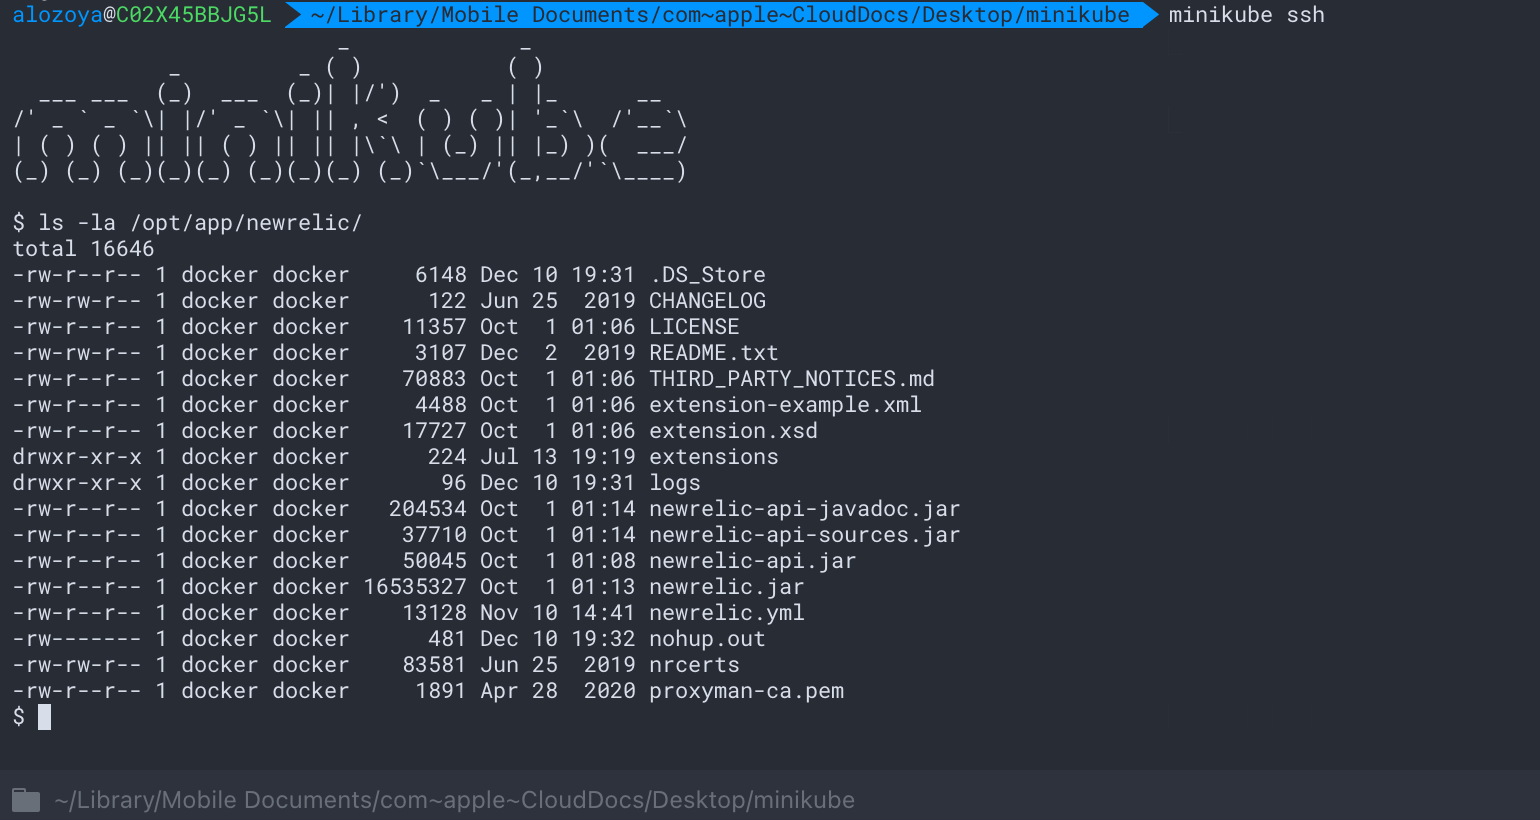 alozoya@C02X45BBJG5L ~/Library/Mobile Documents/com~apple~CloudDocs/Desktop/minikube minikube ssh
                         _             _
            _         _ ( )           ( )
  ___ ___  (_)  ___  (_)| |/')  _   _ | |_      __
/' _ ` _ `\| |/' _ `\| || , <  ( ) ( )| '_`\  /'__`\
| ( ) ( ) || || ( ) || || |\`\ | (_) || |_) )(  ___/
(_) (_) (_)(_)(_) (_)(_)(_) (_)`\___/'(_,__/'`\____)
$ ls -la /opt/app/newrelic/
total 16646
-rw-r--r-- 1 docker docker     6148 Dec 10 19:31 .DS_Store
-rw-rw-r-- 1 docker docker      122 Jun 25  2019 CHANGELOG
-rw-r--r-- 1 docker docker    11357 Oct  1 01:06 LICENSE
-rw-rw-r-- 1 docker docker     3107 Dec  2  2019 README.txt
-rw-r--r-- 1 docker docker    70883 Oct  1 01:06 THIRD_PARTY_NOTICES.md
-rw-r--r-- 1 docker docker     4488 Oct  1 01:06 extension-example.xml
-rw-r--r-- 1 docker docker    17727 Oct  1 01:06 extension.xsd
drwxr-xr-x 1 docker docker      224 Jul 13 19:19 extensions
drwxr-xr-x 1 docker docker       96 Dec 10 19:31 logs
-rw-r--r-- 1 docker docker   204534 Oct  1 01:14 newrelic-api-javadoc.jar
-rw-r--r-- 1 docker docker    37710 Oct  1 01:14 newrelic-api-sources.jar
-rw-r--r-- 1 docker docker    50045 Oct  1 01:08 newrelic-api.jar
-rw-r--r-- 1 docker docker 16535327 Oct  1 01:13 newrelic.jar
-rw-r--r-- 1 docker docker    13128 Nov 10 14:41 newrelic.yml
-rw------- 1 docker docker      481 Dec 10 19:32 nohup.out
-rw-rw-r-- 1 docker docker    83581 Jun 25  2019 nrcerts
-rw-r--r-- 1 docker docker     1891 Apr 28  2020 proxyman-ca.pem
$
~/Library/Mobile Documents/com~apple~CloudDocs/Desktop/minikube